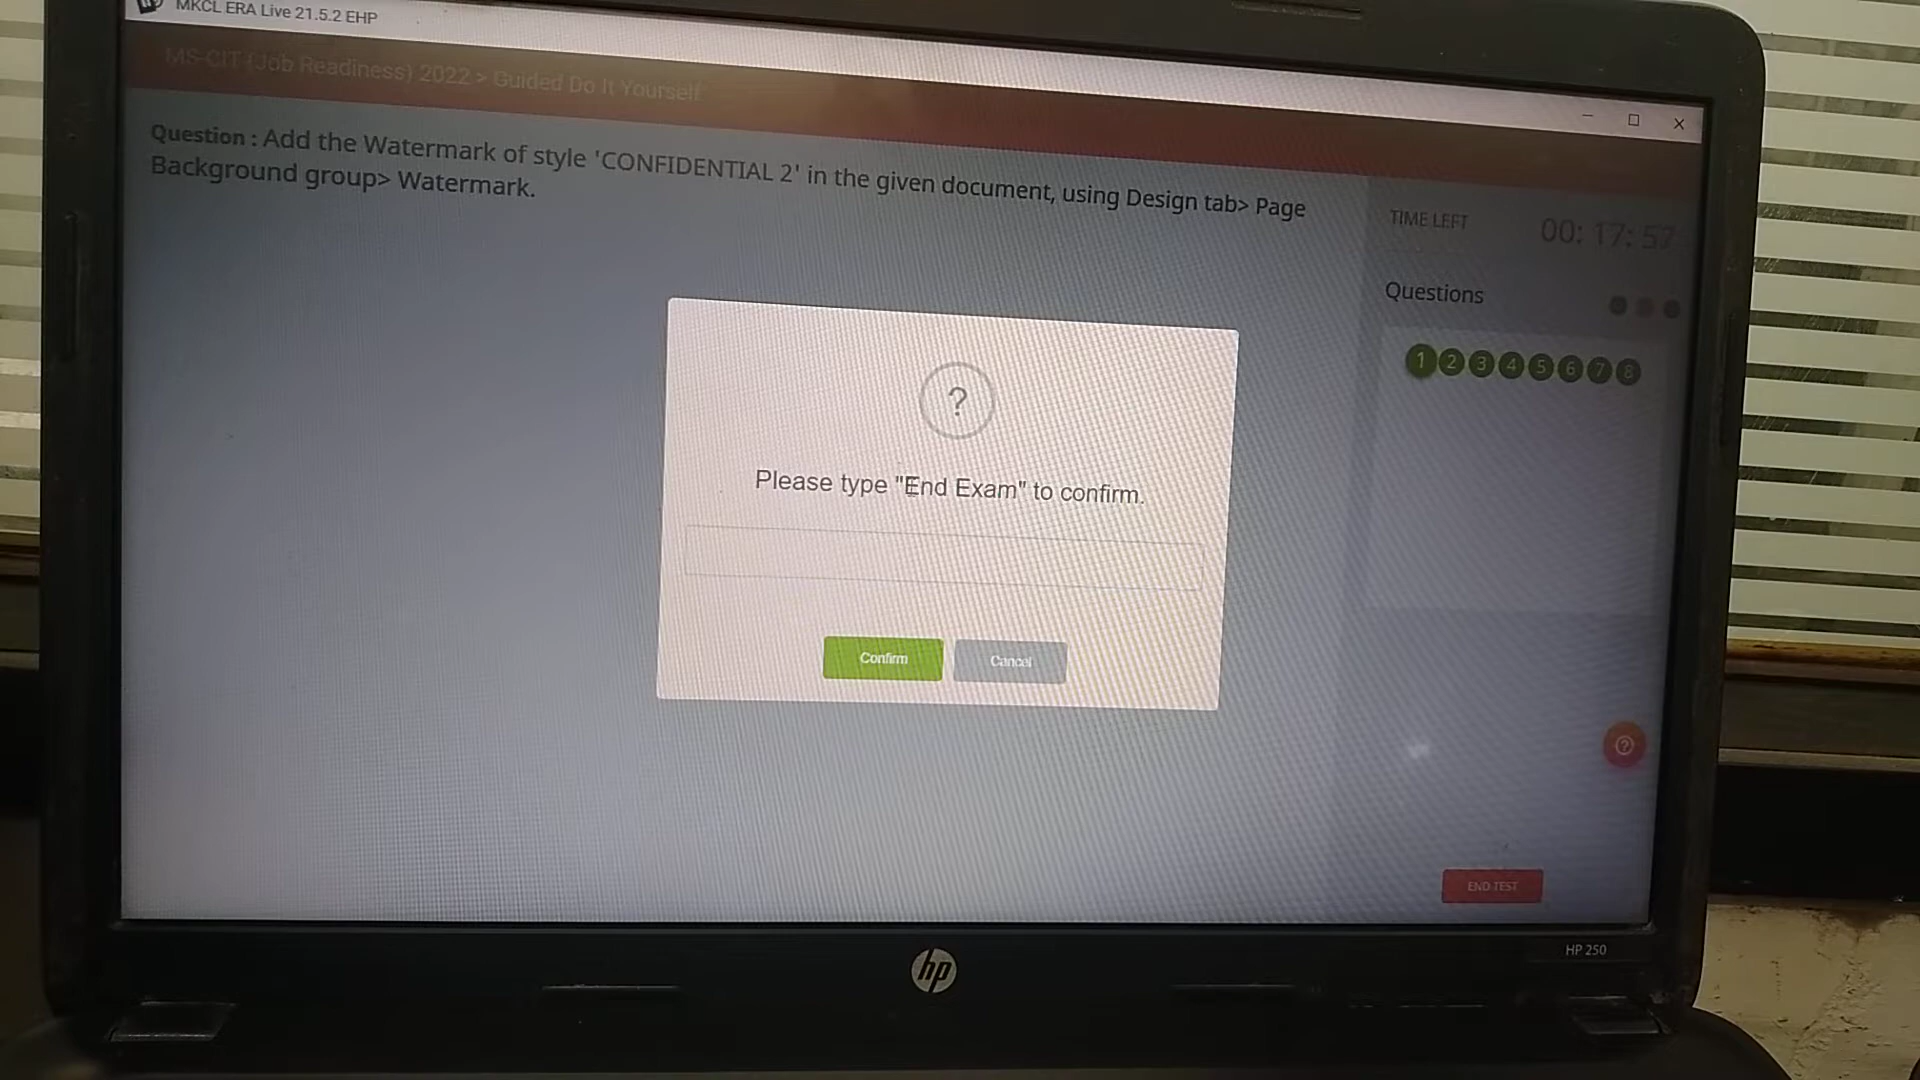 MKCL ERA Live 21.5.2 EHP
MS-CIT (Job Readiness) 2022 > Guided Do It Yourself
Question : Add the Watermark of style 'CONFIDENTIAL 2' in the given document, using Design tab> Page
Background group> Watermark.
TIME LEFT
00: 17: 57
Questions
1 2 3 4 5 6 7 8
?
Please type "End Exam" to confirm.
Confirm
Cancel
?
END TEST
hp
HP 250